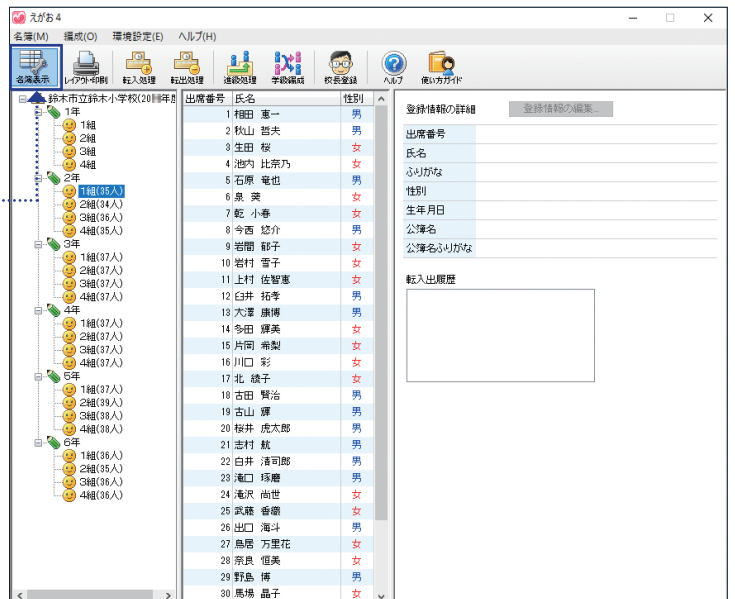 えがお4
名簿(M) 編成(O) 環境設定(E) ヘルプ(H)
名簿表示 レイアウト・印刷 転入処理 転出処理 進級処理 学級編成 校長登録 ヘルプ 使い方ガイド
鈴木市立鈴木小学校(20
1年
1組
2組
3組
4組
2年
1組(35人)
2組(34人)
3組(36人)
4組(35人)
3年
1組(37人)
2組(37人)
3組(37人)
4組(37人)
4年
1組(37人)
2組(37人)
3組(37人)
4組(37人)
5年
1組(37人)
2組(39人)
3組(38人)
4組(38人)
6年
1組(36人)
2組(35人)
3組(36人)
4組(36人)
出席番号 氏名 性別
1 相田 恵一 男
2 秋山 哲夫 男
3 生田 桜 女
4 池内 比奈乃 女
5 石原 竜也 男
6 泉 葵 女
7 乾 小春 女
8 今西 悠介 男
9 岩間 郁子 女
10 岩村 雪子 女
11 上村 佐智恵 女
12 臼井 拓孝 男
13 大澤 康博 男
14 多田 輝美 女
15 片岡 希梨 女
16 川口 彩 女
17 北 綾子 女
18 古田 賢治 男
19 古山 輝 男
20 桜井 虎太郎 男
21 志村 航 男
22 白井 清司郎 男
23 滝口 琢磨 男
24 滝沢 尚世 女
25 武藤 香織 女
26 出口 海斗 男
27 鳥居 万里花 女
28 奈良 恒美 女
29 野島 博 男
30 馬場 晶子 女
登録情報の詳細 登録情報の編集...
出席番号
氏名
ふりがな
性別
生年月日
公簿名
公簿名ふりがな
転入出履歴